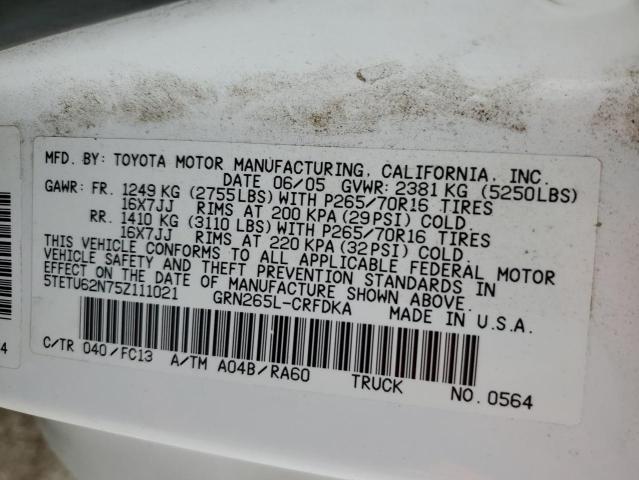 MFD. BY: TOYOTA MOTOR MANUFACTURING, CALIFORNIA, INC.
DATE 06/05 GVWR: 2381 KG (5250LBS)
GAWR: FR. 1249 KG (2755LBS) WITH P265/70R16 TIRES
16X7JJ RIMS AT 200 KPA (29PSI) COLD.
RR. 1410 KG (3110 LBS) WITH P265/70R16 TIRES
16X7JJ RIMS AT 220 KPA (32PSI) COLD.
THIS VEHICLE CONFORMS TO ALL APPLICABLE FEDERAL MOTOR
VEHICLE SAFETY AND THEFT PREVENTION STANDARDS IN
EFFECT ON THE DATE OF MANUFACTURE SHOWN ABOVE.
5TETU62N75Z111021 GRN265L-CRFDKA MADE IN U.S.A.
C/TR 040/FC13 A/TM A04B/RA60 TRUCK NO. 0564
4